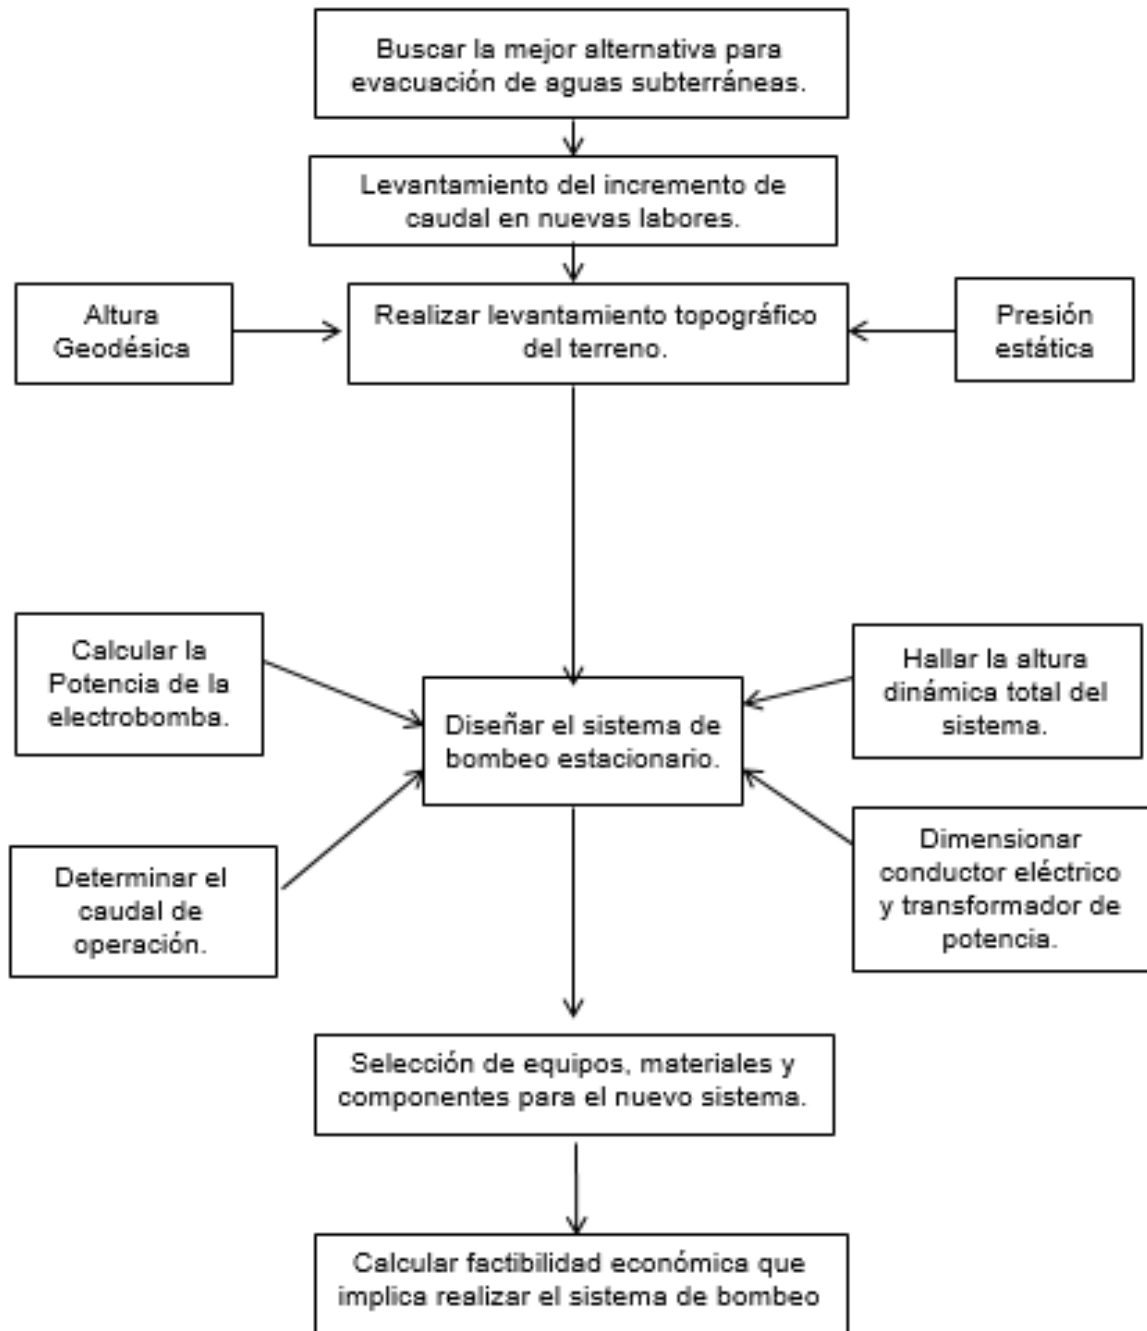 Buscar la mejor alternativa para
evacuación de aguas subterráneas.
Levantamiento del incremento de
caudal en nuevas labores.
Altura
Geodésica
Realizar levantamiento topográfico
del terreno.
Presión
estática
Calcular la
Potencia de la
electrobomba.
Hallar la altura
dinámica total del
sistema.
Diseñar el sistema de
bombeo estacionario.
Determinar el
caudal de
operación.
Dimensionar
conductor eléctrico
y transformador de
potencia.
Selección de equipos, materiales y
componentes para el nuevo sistema.
Calcular factibilidad económica que
implica realizar el sistema de bombeo